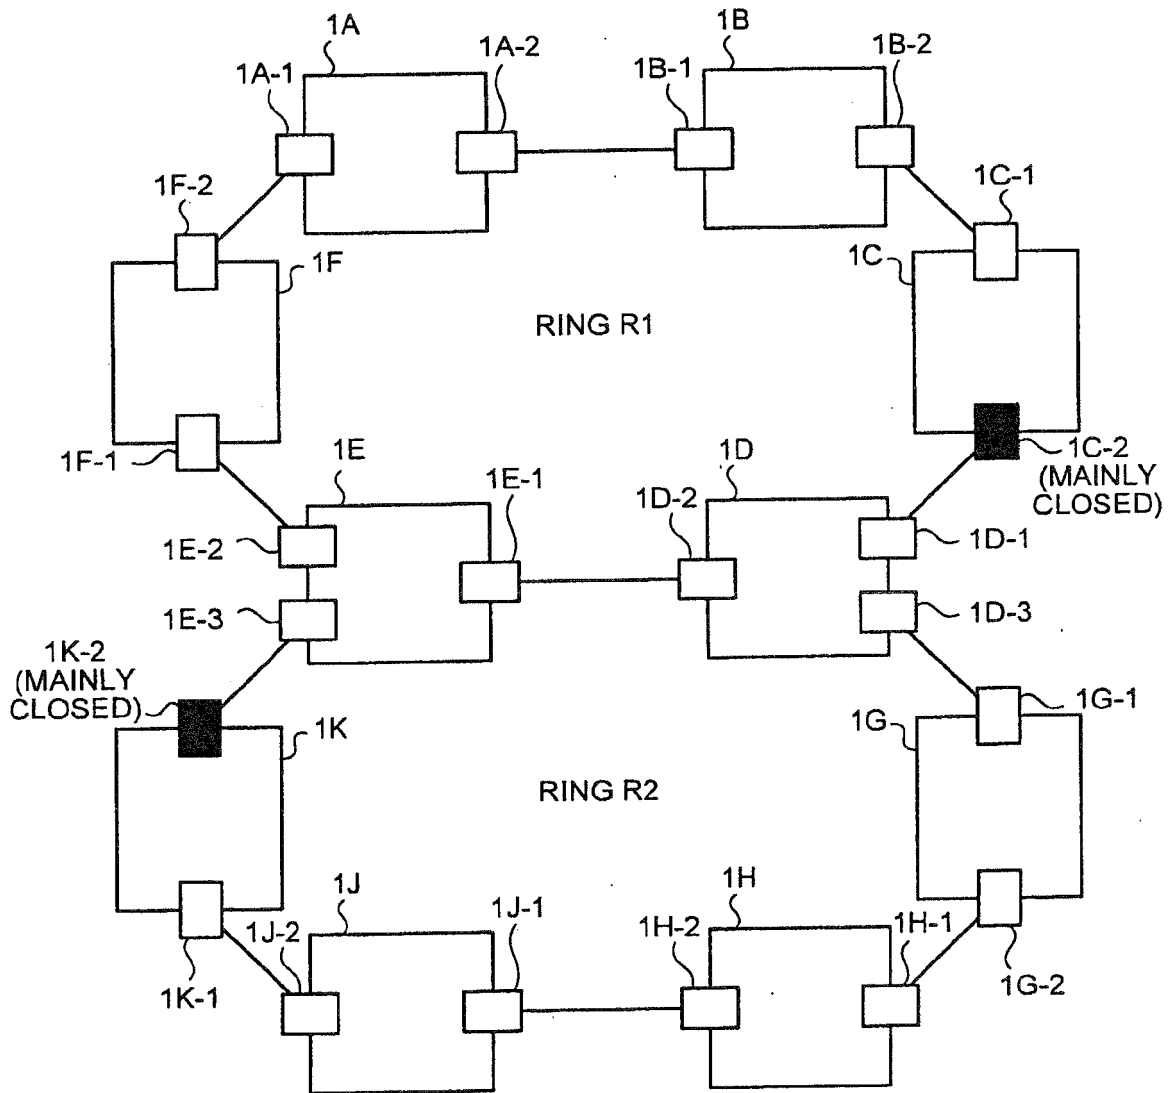 1A
1A-1
1A-2
1B
1B-1
1B-2
1F-2
1C-1
1F
1C
RING R1
1F-1
1E
1E-1
1D
1D-2
1C-2
(MAINLY
CLOSED)
1E-2
1D-1
1E-3
1D-3
1K-2
(MAINLY
CLOSED)
1K
1G
1G-1
RING R2
1J
1J-1
1H
1J-2
1H-2
1H-1
1K-1
1G-2